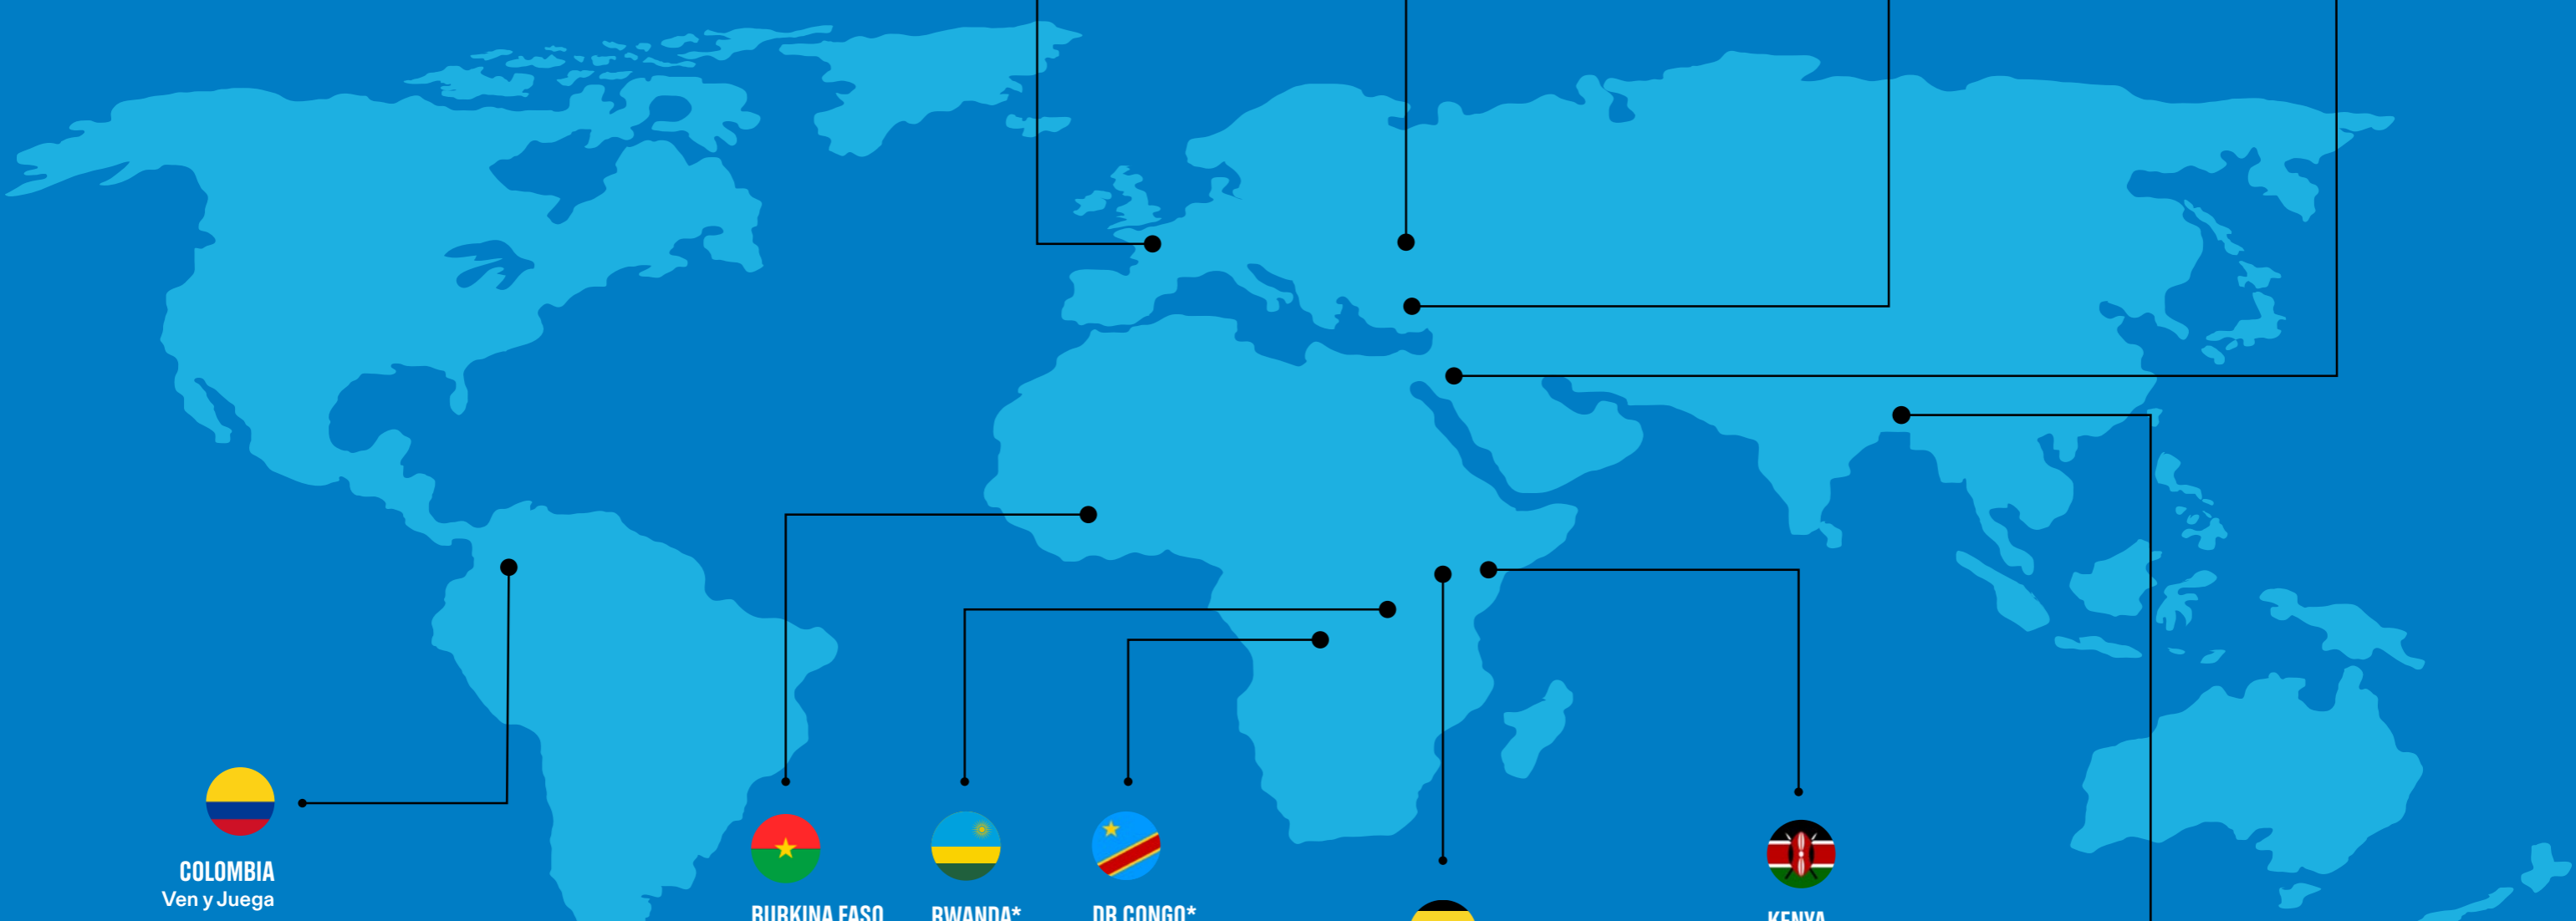 COLOMBIA
Ven y Juega
BURKINA FASO
RWANDA*
DR CONGO*
KENYA